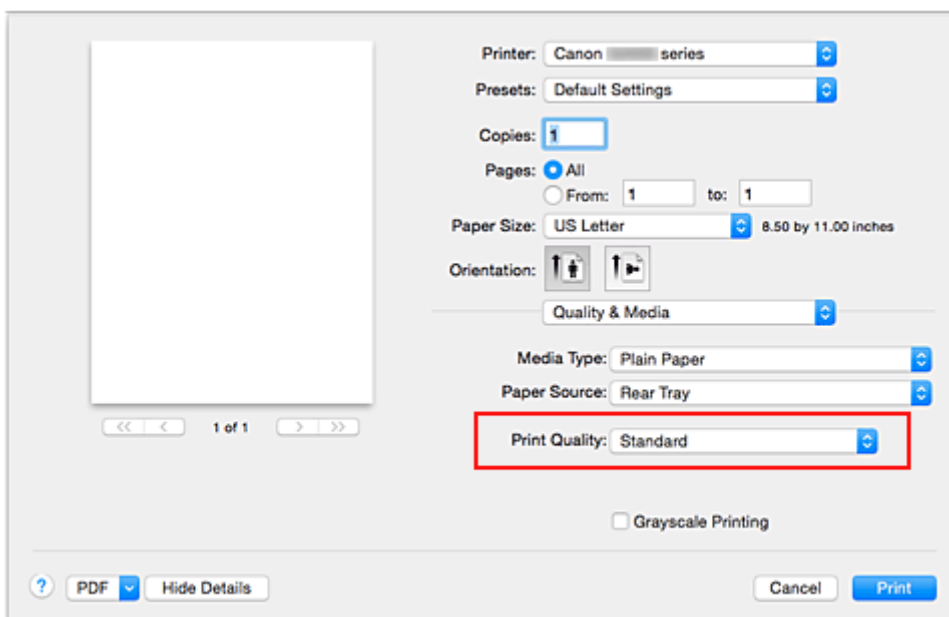 Printer: Canon series
Presets: Default Settings
Copies: 1
Pages: All
From: 1 to: 1
Paper Size: US Letter 8.50 by 11.00 inches
Orientation:
Quality & Media
Media Type: Plain Paper
Paper Source: Rear Tray
<< < 1 of 1 > >>
Print Quality: Standard
Grayscale Printing
? PDF Hide Details Cancel Print